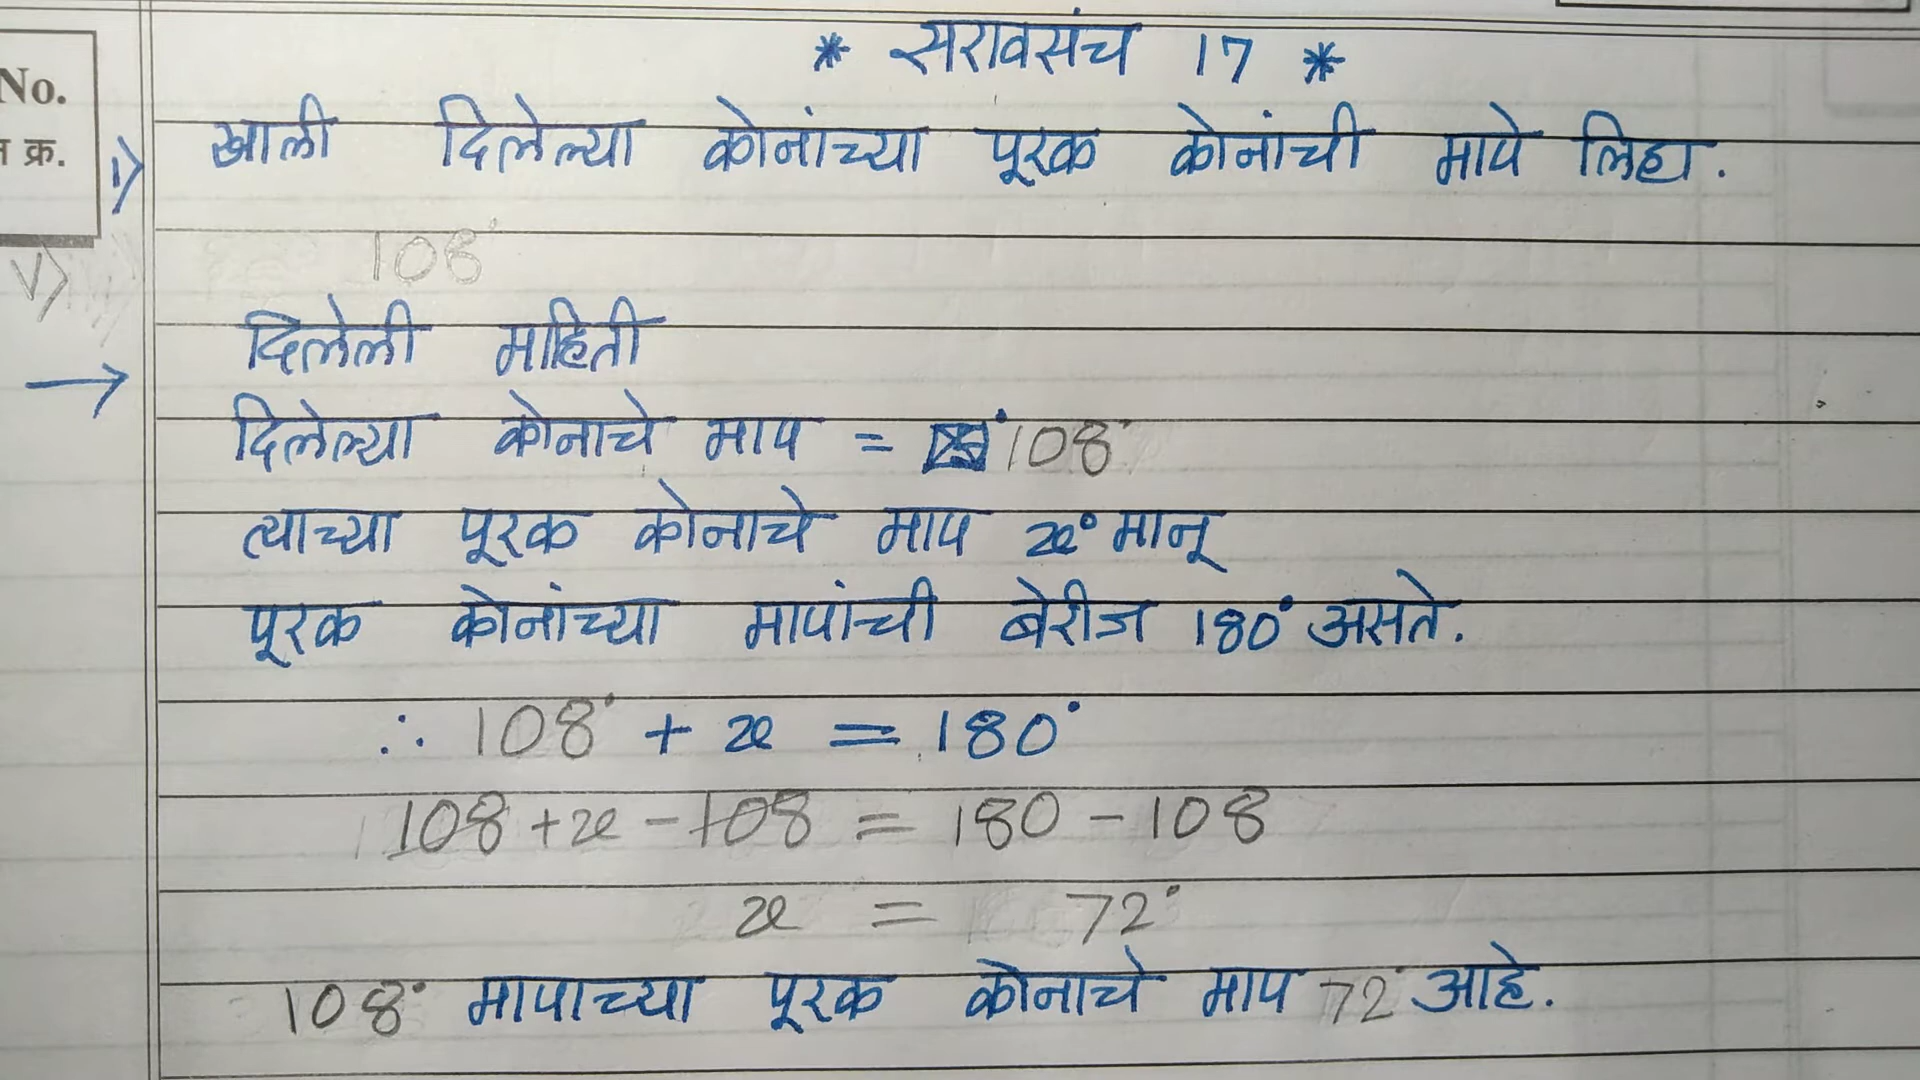 * सरावसंच 17 *
No.
क्र.
1) खाली दिलेल्या कोनांच्या पूरक कोनांची मापे लिहा.
V) 108°
दिलेली माहिती
→ दिलेल्या कोनाचे माप = 108°
त्याच्या पूरक कोनाचे माप x° मानू
पूरक कोनांच्या मापांची बेरीज 180° असते.
∴ 108° + x = 180°
108 + x - 108 = 180 - 108
x = 72°
108° मापाच्या पूरक कोनाचे माप 72° आहे.